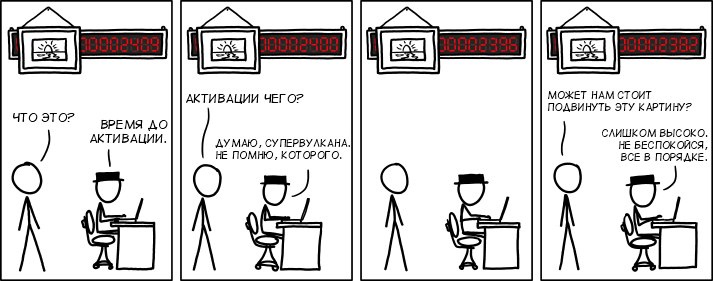 00002409
ЧТО ЭТО?
ВРЕМЯ ДО
АКТИВАЦИИ.
00002400
АКТИВАЦИИ ЧЕГО?
ДУМАЮ, СУПЕРВУЛКАНА.
НЕ ПОМНЮ, КОТОРОГО.
00002396
00002382
МОЖЕТ НАМ СТОИТ
ПОДВИНУТЬ ЭТУ КАРТИНУ?
СЛИШКОМ ВЫСОКО.
НЕ БЕСПОКОЙСЯ,
ВСЕ В ПОРЯДКЕ.